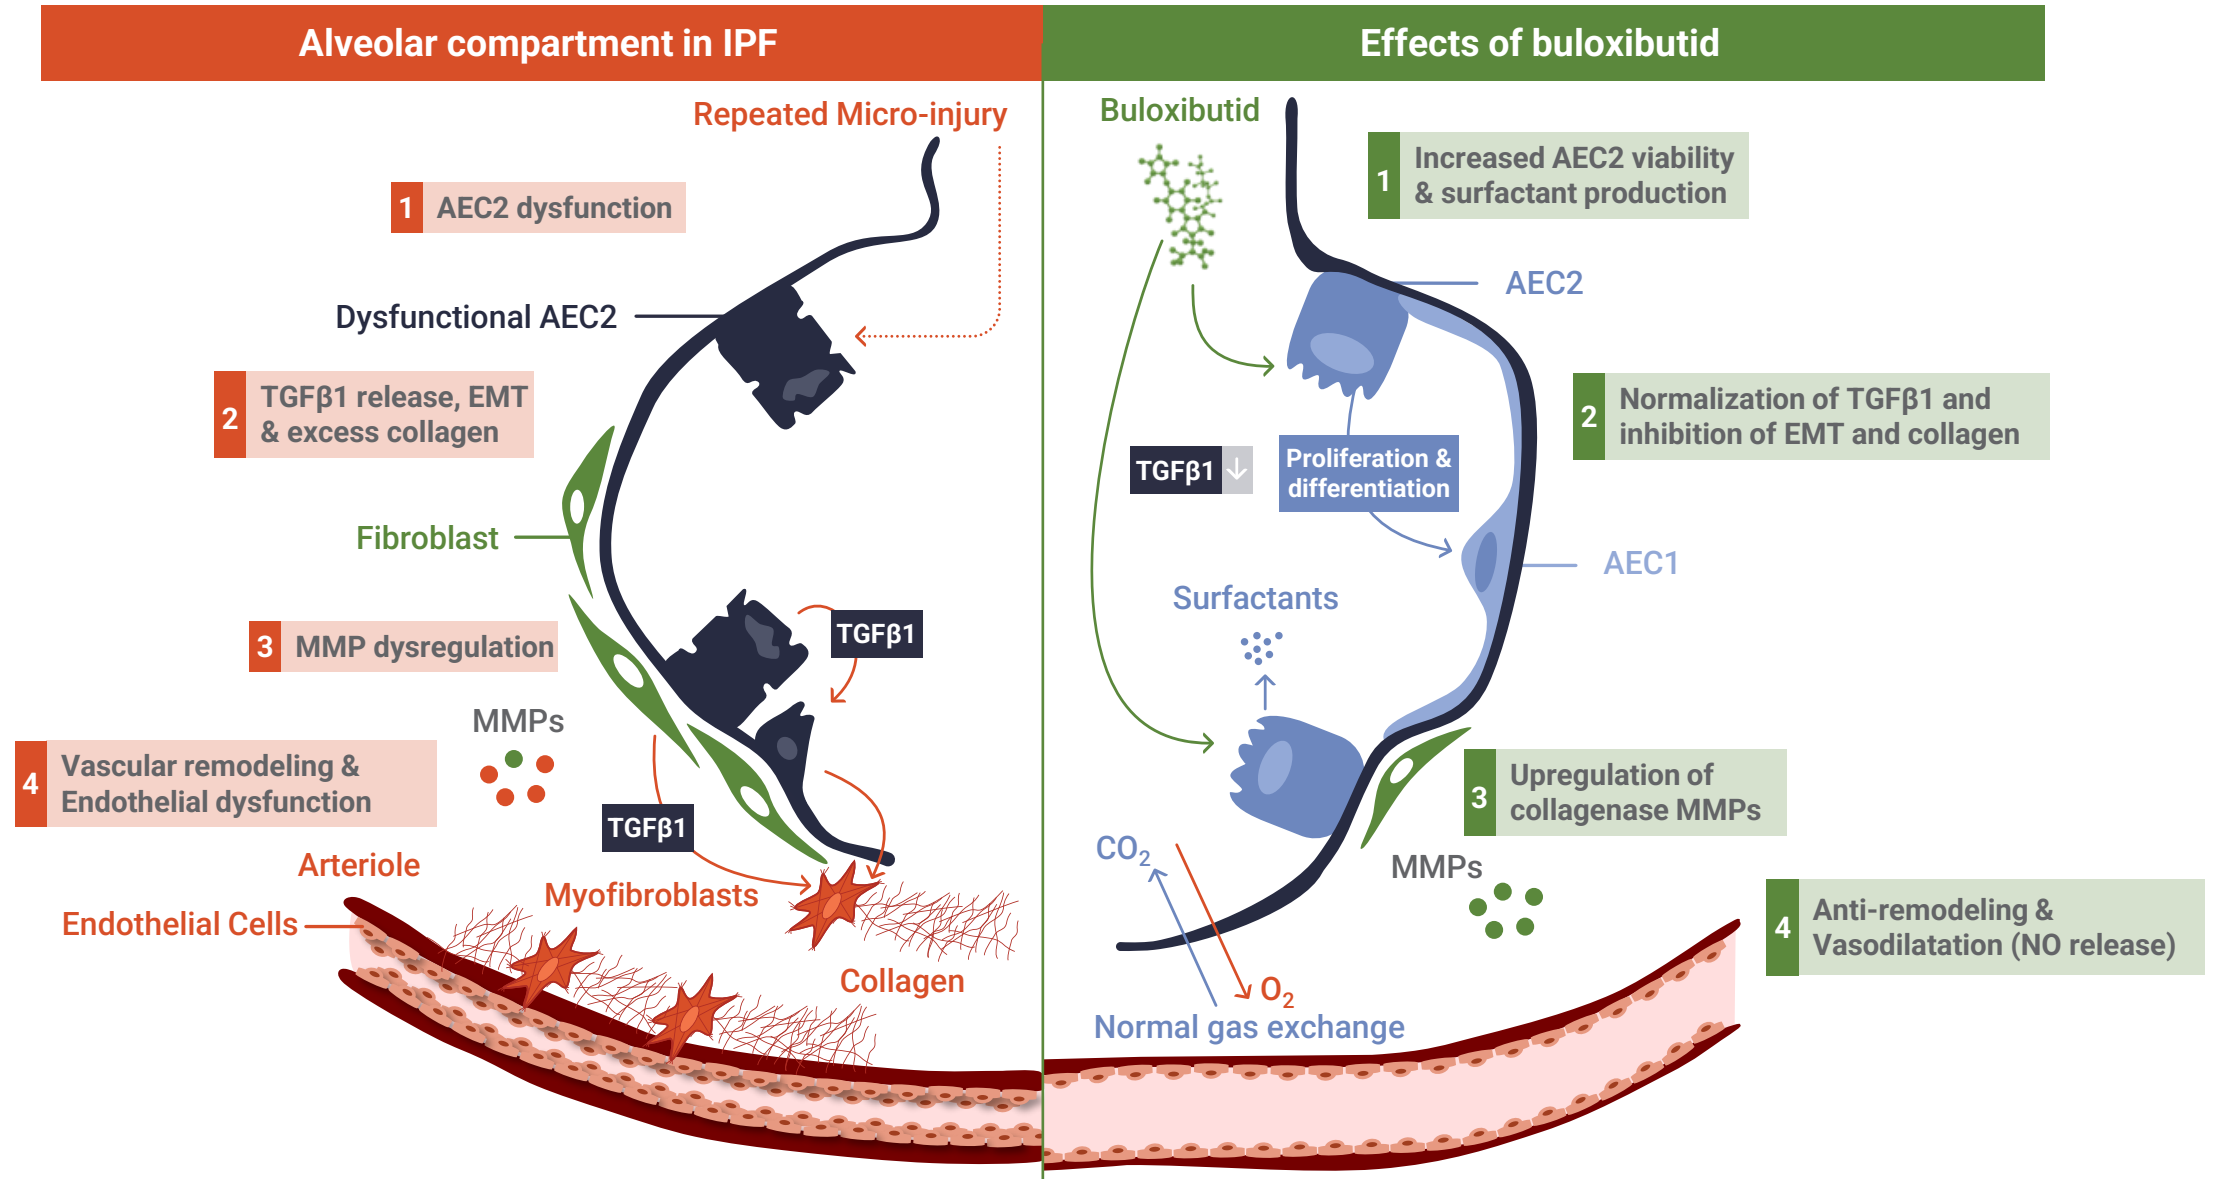 Alveolar compartment in IPF
Repeated Micro-injury
1 AEC2 dysfunction
Dysfunctional AEC2
2 TGFβ1 release, EMT
& excess collagen
Fibroblast
TGFβ1
3 MMP dysregulation
MMPs
4 Vascular remodeling &
Endothelial dysfunction
TGFβ1
Arteriole
Myofibroblasts
Endothelial Cells
Collagen
Effects of buloxibutid
Buloxibutid
1 Increased AEC2 viability
& surfactant production
AEC2
2 Normalization of TGFβ1 and
inhibition of EMT and collagen
TGFβ1 ↓
Proliferation &
differentiation
AEC1
Surfactants
3 Upregulation of
collagenase MMPs
CO₂
MMPs
4 Anti-remodeling &
Vasodilatation (NO release)
O₂
Normal gas exchange